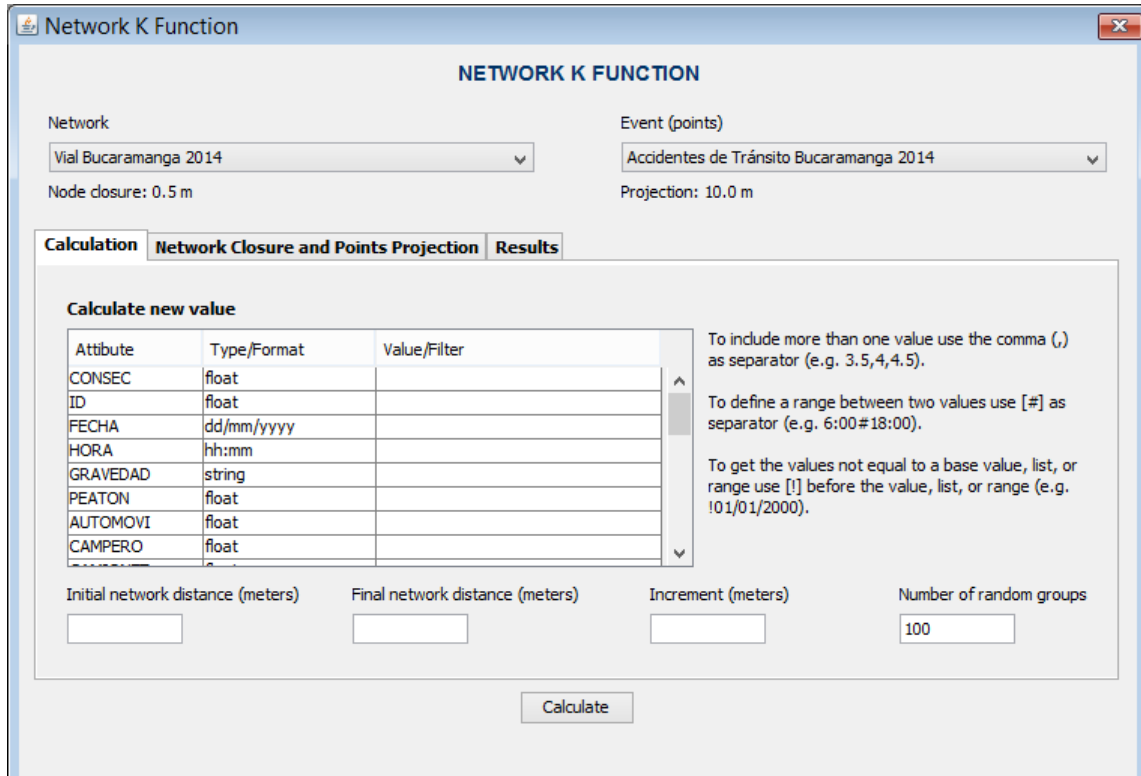 Network K Function
NETWORK K FUNCTION
Network
Event (points)
Vial Bucaramanga 2014
Accidentes de Tránsito Bucaramanga 2014
Node closure: 0.5 m
Projection: 10.0 m
Calculation
Network Closure and Points Projection
Results
Calculate new value
Attibute Type/Format Value/Filter
CONSEC float
ID float
FECHA dd/mm/yyyy
HORA hh:mm
GRAVEDAD string
PEATON float
AUTOMOVI float
CAMPERO float
To include more than one value use the comma (,)
as separator (e.g. 3.5,4,4.5).
To define a range between two values use [#] as
separator (e.g. 6:00#18:00).
To get the values not equal to a base value, list, or
range use [!] before the value, list, or range (e.g.
!01/01/2000).
Initial network distance (meters)
Final network distance (meters)
Increment (meters)
Number of random groups
100
Calculate